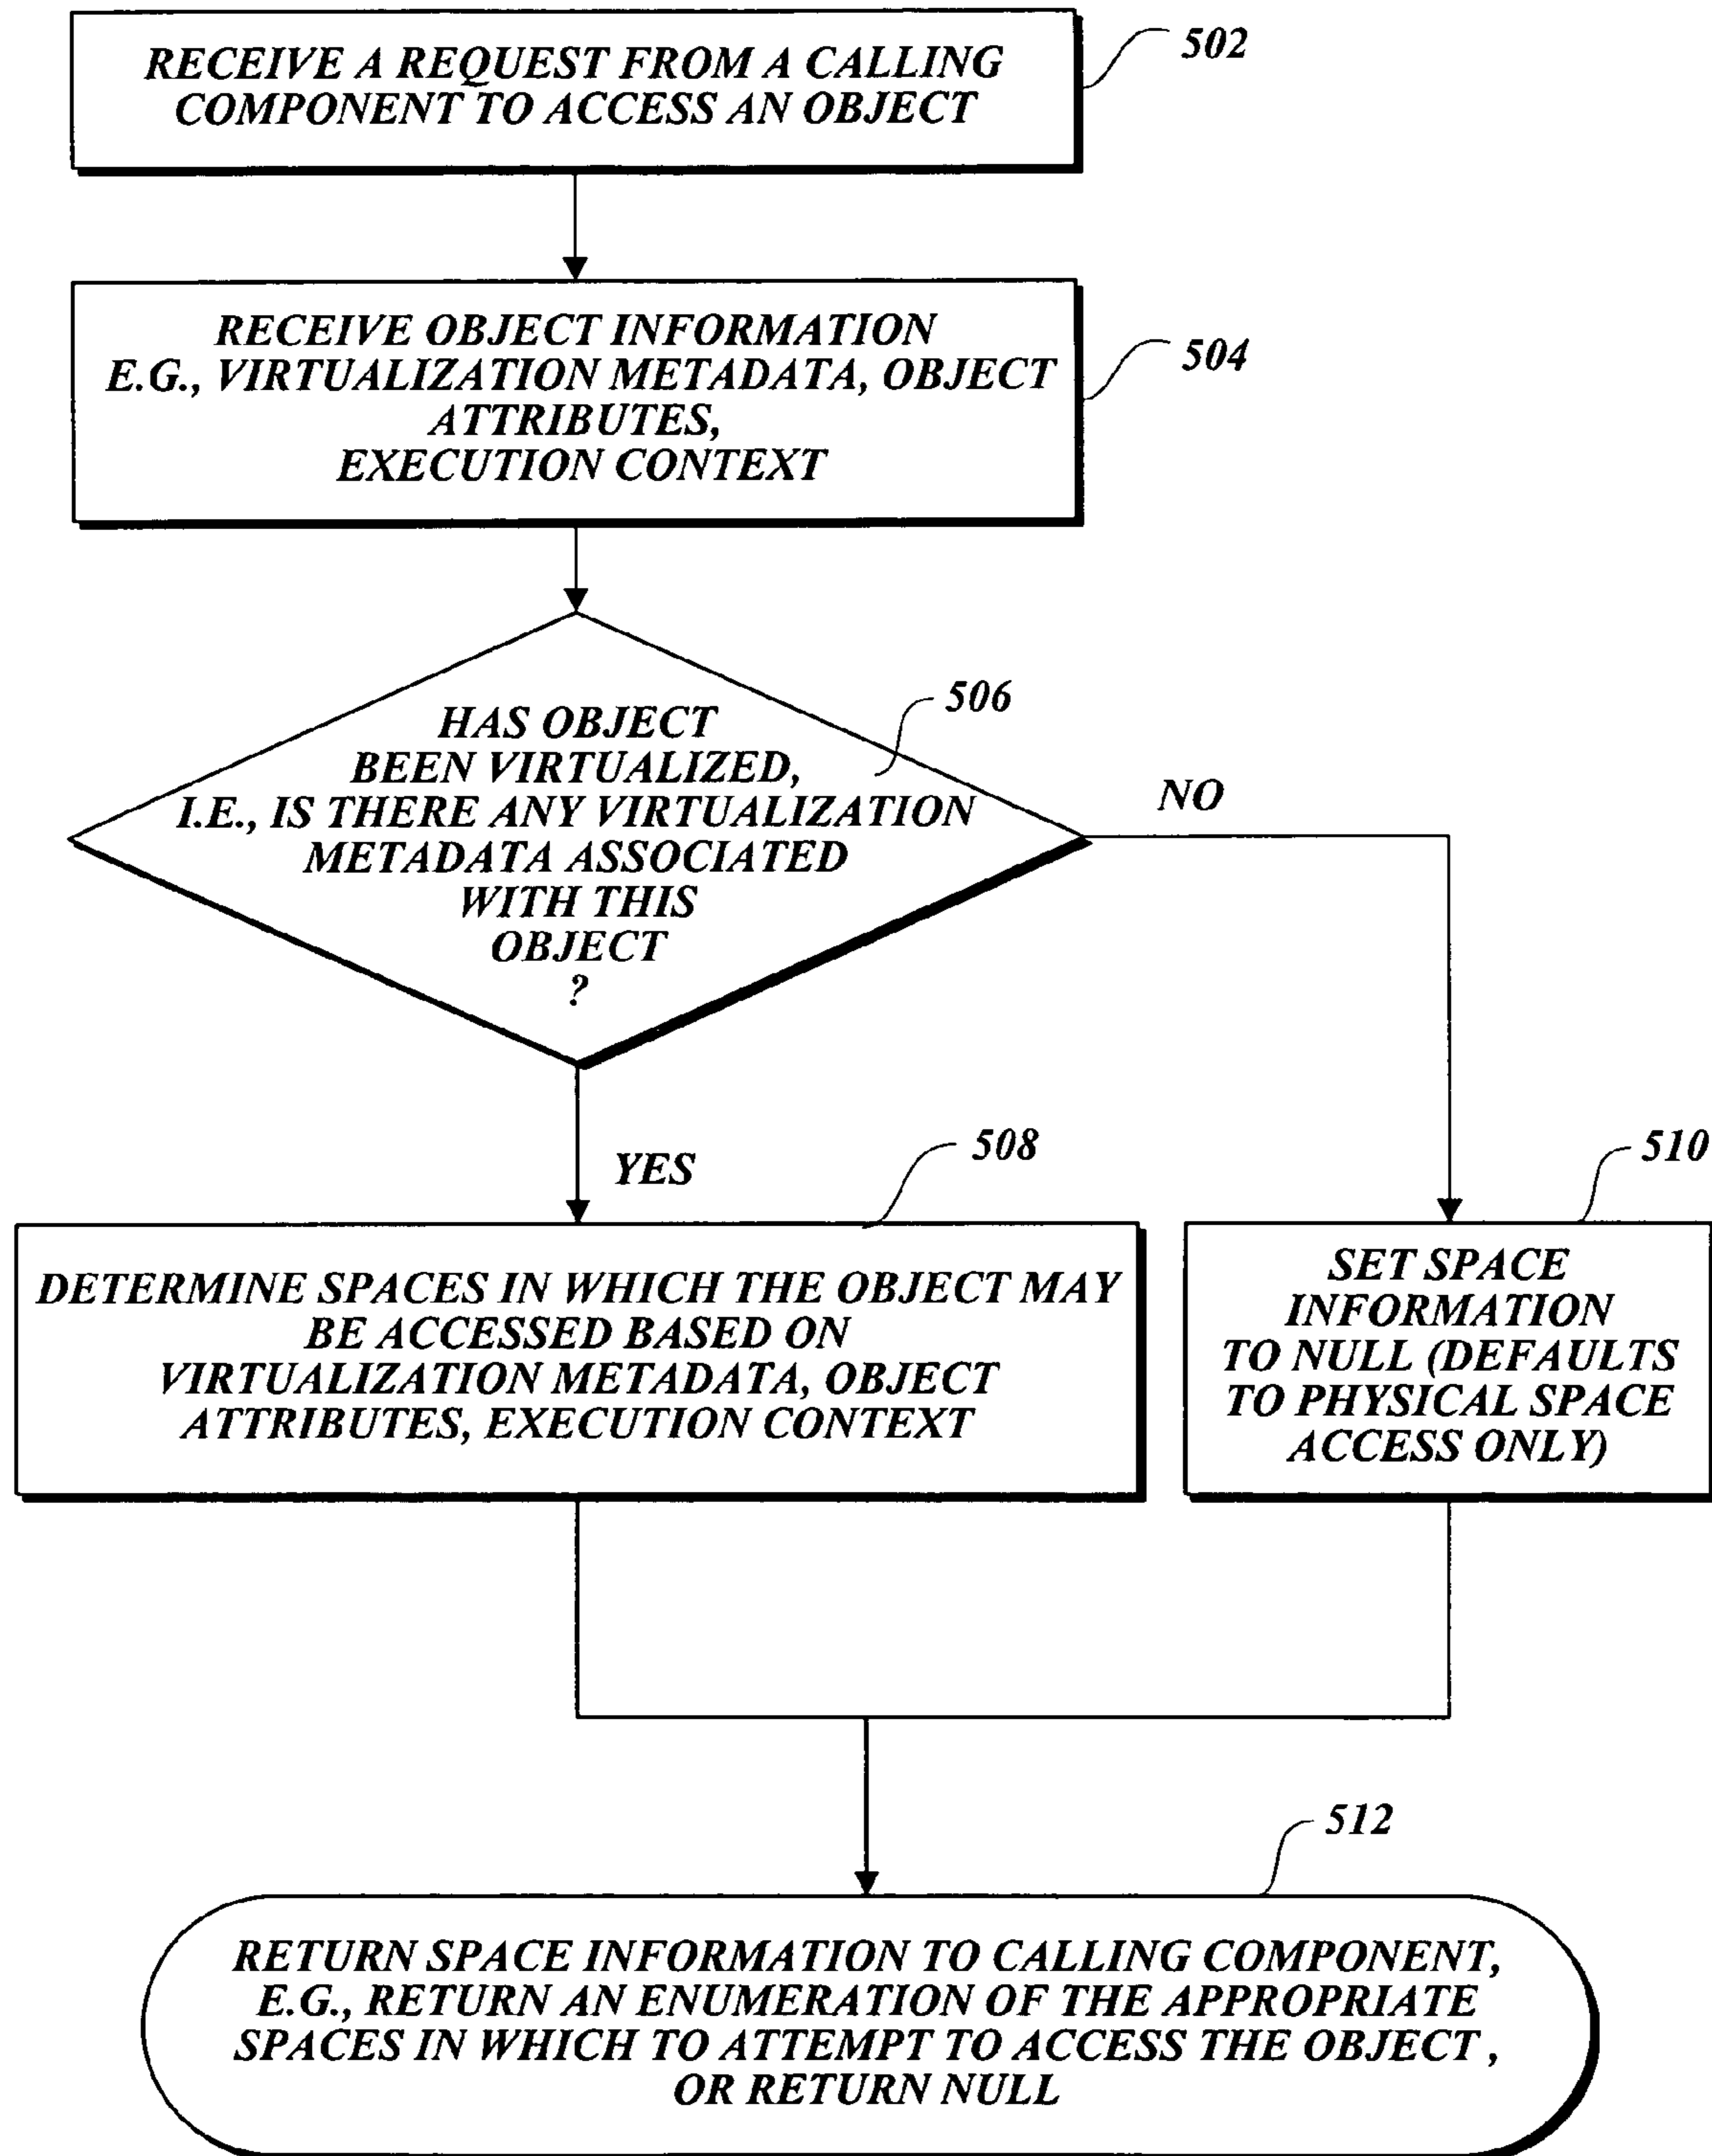 RECEIVE A REQUEST FROM A CALLING
COMPONENT TO ACCESS AN OBJECT
502
RECEIVE OBJECT INFORMATION
E.G., VIRTUALIZATION METADATA, OBJECT
ATTRIBUTES,
EXECUTION CONTEXT
504
HAS OBJECT
BEEN VIRTUALIZED,
I.E., IS THERE ANY VIRTUALIZATION
METADATA ASSOCIATED
WITH THIS
OBJECT
?
506
NO
YES
508
DETERMINE SPACES IN WHICH THE OBJECT MAY
BE ACCESSED BASED ON
VIRTUALIZATION METADATA, OBJECT
ATTRIBUTES, EXECUTION CONTEXT
510
SET SPACE
INFORMATION
TO NULL (DEFAULTS
TO PHYSICAL SPACE
ACCESS ONLY)
512
RETURN SPACE INFORMATION TO CALLING COMPONENT,
E.G., RETURN AN ENUMERATION OF THE APPROPRIATE
SPACES IN WHICH TO ATTEMPT TO ACCESS THE OBJECT ,
OR RETURN NULL